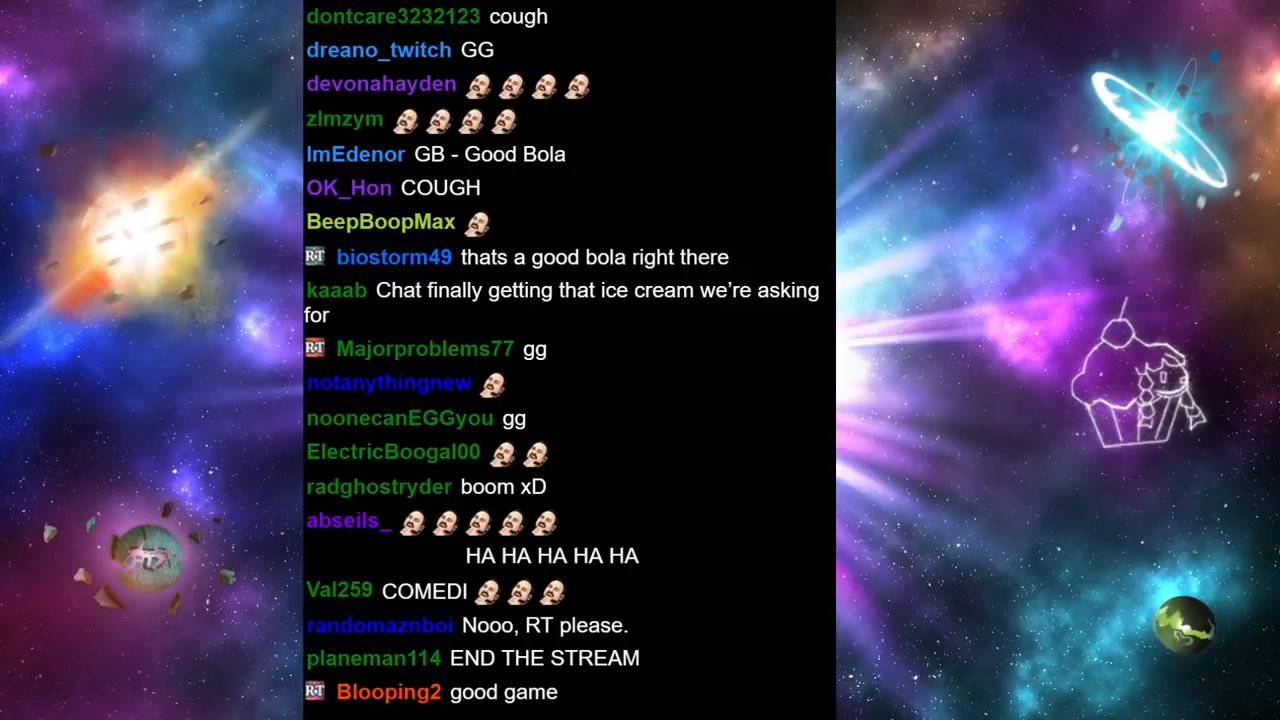 dontcare3232123 cough
dreano_twitch GG
devonahayden
zlmzym
ImEdenor GB - Good Bola
OK_Hon COUGH
BeepBoopMax
RT biostorm49 thats a good bola right there
kaaab Chat finally getting that ice cream we’re asking
for
RT Majorproblems77 gg
notanythingnew
noonecanEGGyou gg
ElectricBoogal00
radghostryder boom xD
abseils_
HA HA HA HA HA
Val259 COMEDI
randomaznboi Nooo, RT please.
planeman114 END THE STREAM
RT Blooping2 good game